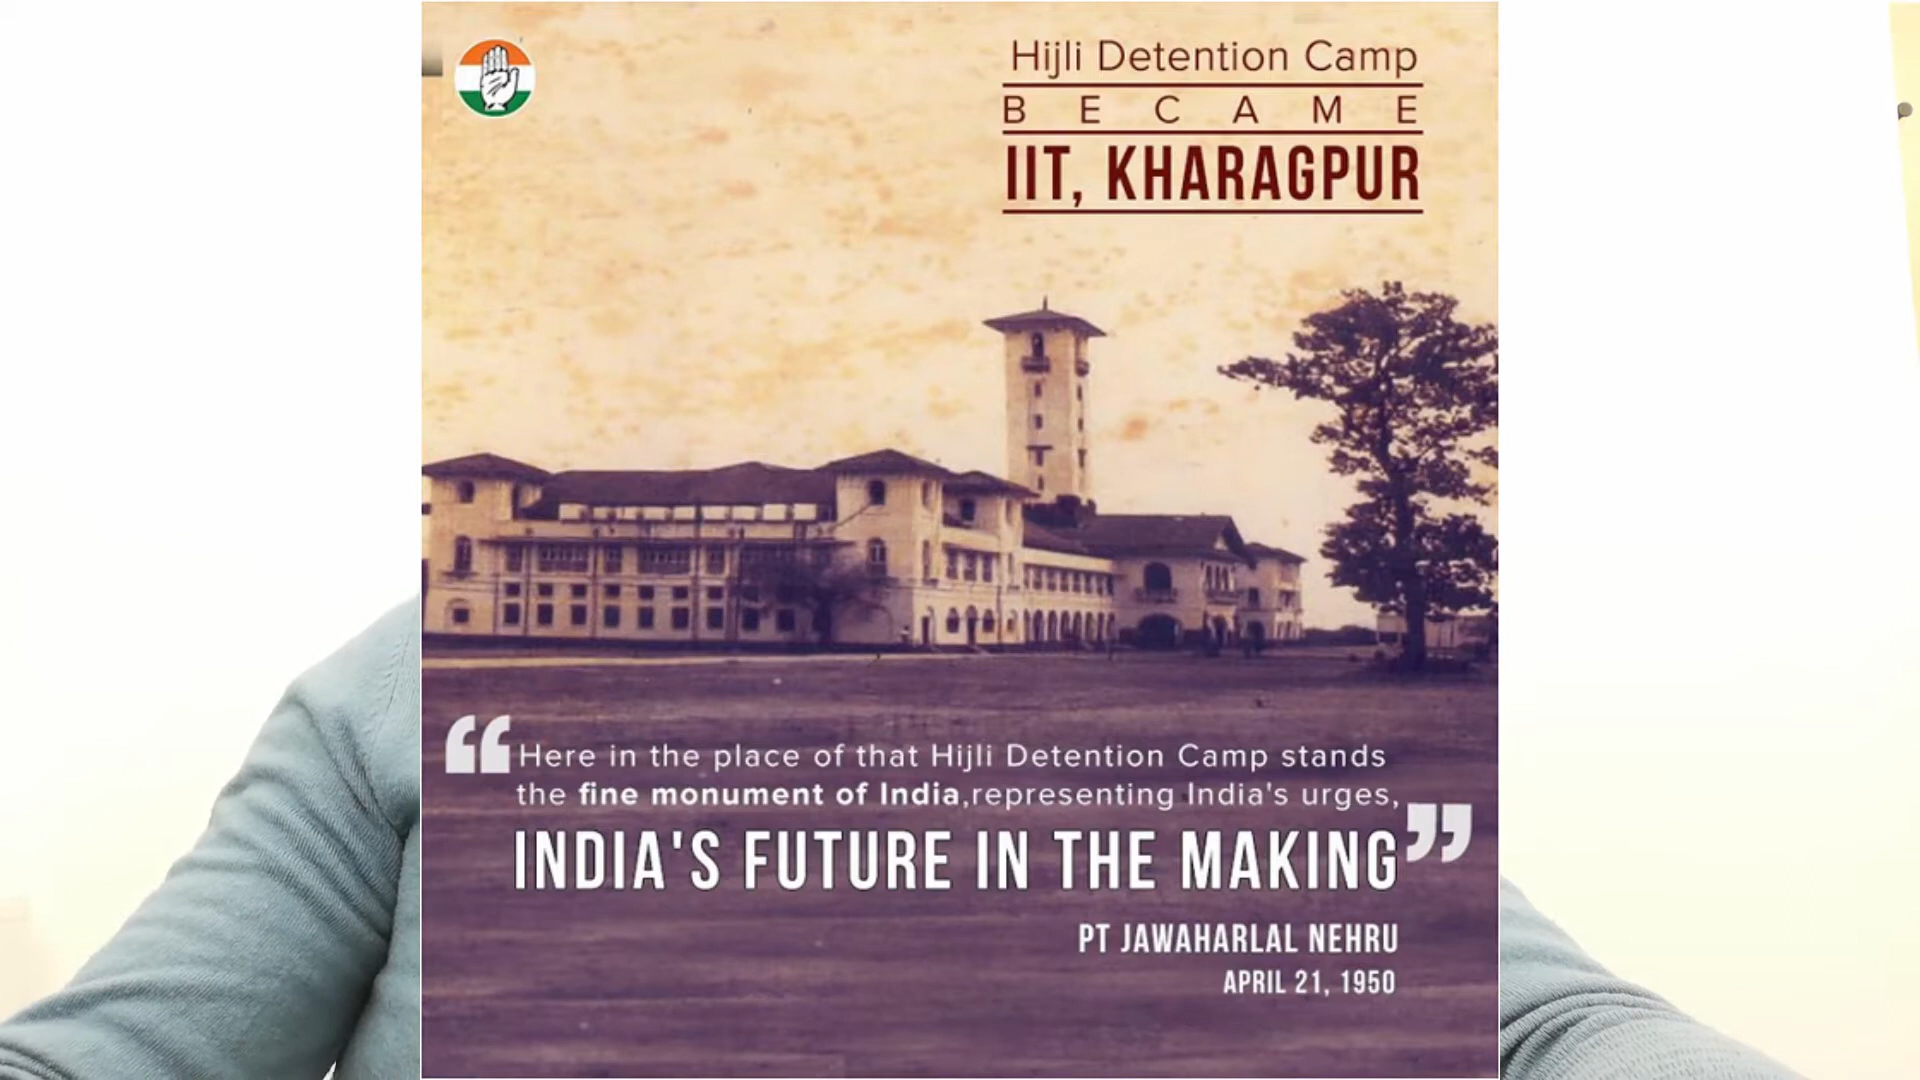 Hijli Detention Camp
BECAME
IIT, KHARAGPUR
“Here in the place of that Hijli Detention Camp stands
the fine monument of India,representing India's urges,
INDIA'S FUTURE IN THE MAKING”
PT JAWAHARLAL NEHRU
APRIL 21, 1950